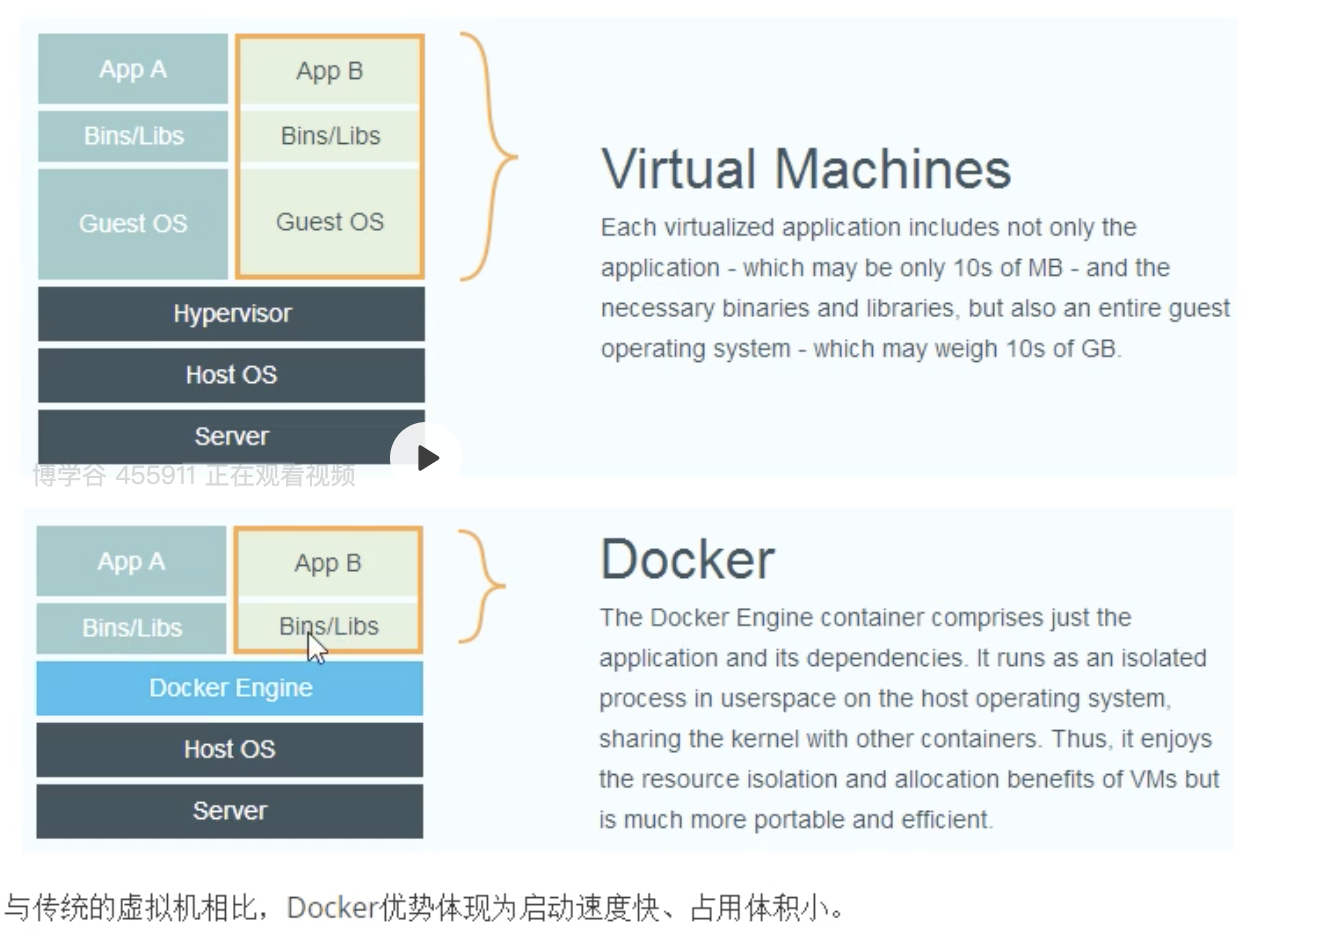 App A
App B
Bins/Libs
Bins/Libs
Guest OS
Guest OS
Hypervisor
Host OS
Server
博学谷 455911 正在观看视频
Virtual Machines
Each virtualized application includes not only the
application - which may be only 10s of MB - and the
necessary binaries and libraries, but also an entire guest
operating system - which may weigh 10s of GB.
App A
App B
Bins/Libs
Bins/Libs
Docker Engine
Host OS
Server
Docker
The Docker Engine container comprises just the
application and its dependencies. It runs as an isolated
process in userspace on the host operating system,
sharing the kernel with other containers. Thus, it enjoys
the resource isolation and allocation benefits of VMs but
is much more portable and efficient.
与传统的虚拟机相比，Docker优势体现为启动速度快、占用体积小。